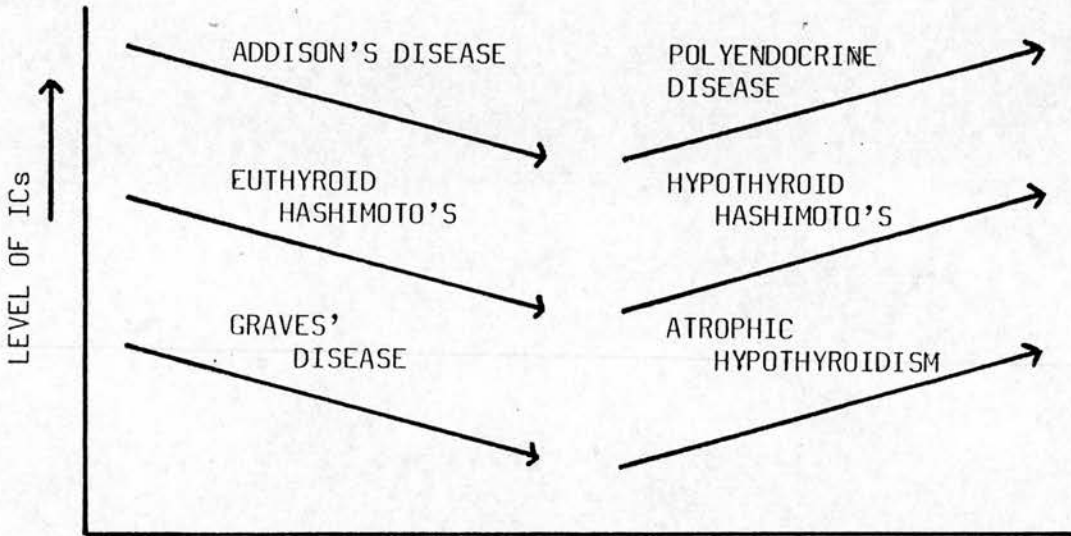 LEVEL OF ICs
ADDISON'S DISEASE
POLYENDOCRINE
DISEASE
EUTHYROID
HASHIMOTO'S
HYPOTHYROID
HASHIMOTO'S
GRAVES'
DISEASE
ATROPHIC
HYPOTHYROIDISM